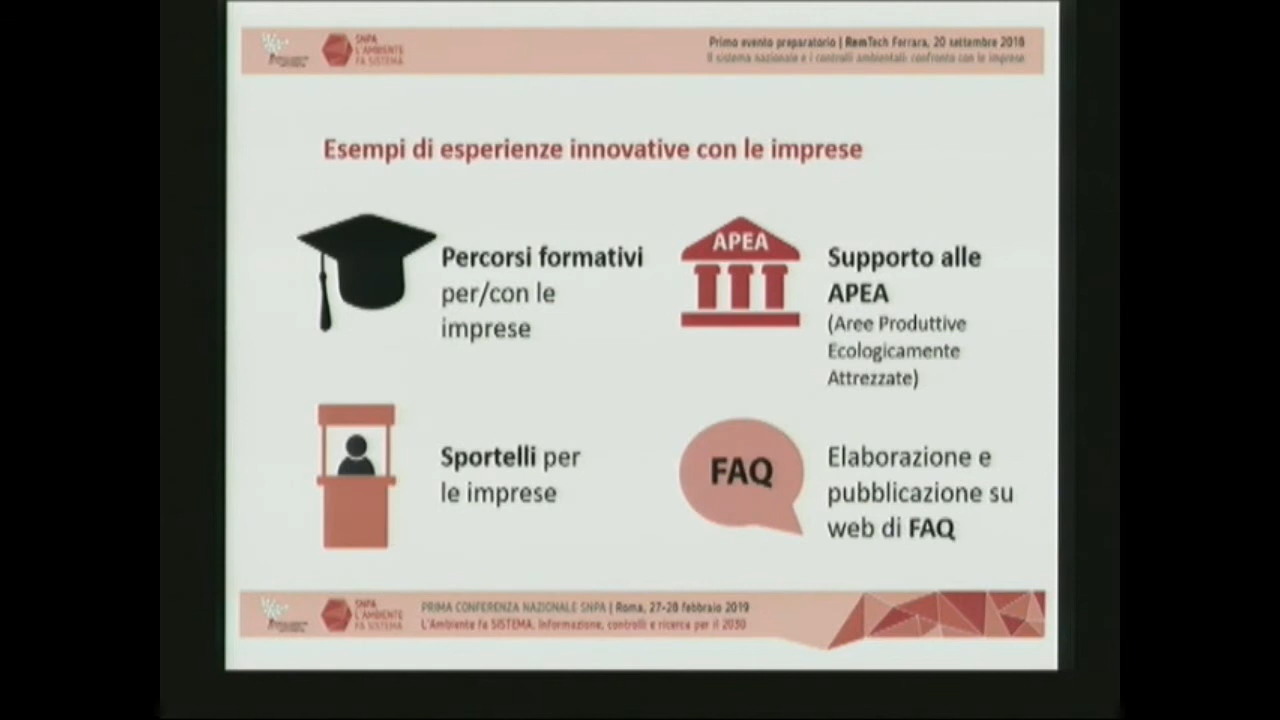 SNPA
L'AMBIENTE
FA SISTEMA
Primo evento preparatorio | RemTech Ferrara, 20 settembre 2018
Il sistema nazionale e i controlli ambientali: confronto con le imprese
Esempi di esperienze innovative con le imprese
Percorsi formativi
per/con le
imprese
APEA
Supporto alle
APEA
(Aree Produttive
Ecologicamente
Attrezzate)
Sportelli per
le imprese
FAQ
Elaborazione e
pubblicazione su
web di FAQ
SNPA
L'AMBIENTE
FA SISTEMA
PRIMA CONFERENZA NAZIONALE SNPA | Roma, 27-28 febbraio 2019
L'Ambiente fa SISTEMA. Informazione, controlli e ricerca per il 2030